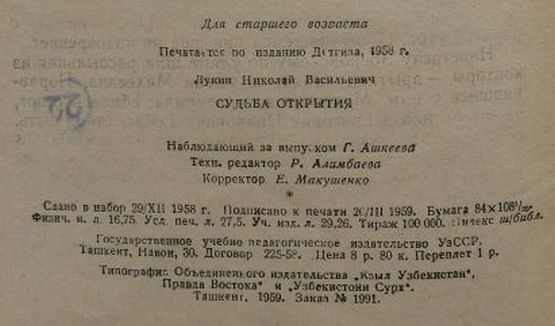 Для старшего возраста
Печатается по изданию Детгиза, 1958 г.
Лукин Николай Васильевич
СУДЬБА ОТКРЫТИЯ
Наблюдающий за выпуском Г. Ашкеева
Техн. редактор Р. Алимбаева
Корректор Е. Макушенко
*
Сдано в набор 29/XII 1958 г. Подписано к печати 20/III 1959. Бумага 84×108¹/
Физич. п. л. 16,75. Усл. печ. л. 27,5. Уч. изд. л. 29,26. Тираж 100 000. Индекс ш/библ.
Государственное учебно педагогическое издательство УзССР.
Ташкент, Навои, 30. Договор 225-58. Цена 8 р. 80 к. Переплет 1 р.
Типография Объединенного издательства „Кзыл Узбекистан",
Правда Востока" и „Узбекистони Сурх".
Ташкент, 1959. Заказ № 1991.